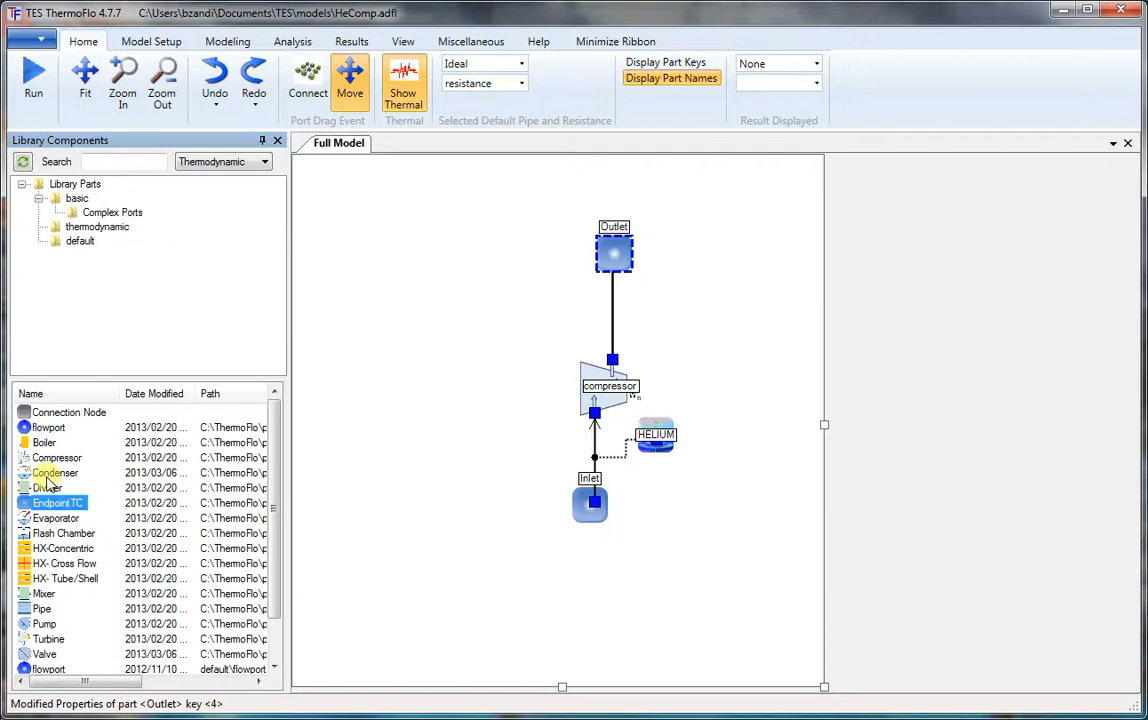 TES ThermoFlo 4.7.7 C:\Users\bzandi\Documents\TES\models\HeComp.adfl
Home Model Setup Modeling Analysis Results View Miscellaneous Help Minimize Ribbon
Run Fit Zoom In Zoom Out Undo Redo Connect Move Show Thermal
Ideal
resistance
Display Part Keys
Display Part Names
None
Port Drag Event Thermal Selected Default Pipe and Resistance Result Displayed
Library Components
Full Model
Search Thermodynamic
Library Parts
basic
Complex Ports
thermodynamic
default
Outlet
compressor
HELIUM
Inlet
Name Date Modified Path
Connection Node
flowport 2013/02/20 ... C:\ThermoFlo\p
Boiler 2013/02/20 ... C:\ThermoFlo\p
Compressor 2013/02/20 ... C:\ThermoFlo\p
Condenser 2013/03/06 ... C:\ThermoFlo\p
2013/02/20 ... C:\ThermoFlo\p
EndpointTC 2013/02/20 ... C:\ThermoFlo\p
Evaporator 2013/02/20 ... C:\ThermoFlo\p
Flash Chamber 2013/02/20 ... C:\ThermoFlo\p
HX-Concentric 2013/02/20 ... C:\ThermoFlo\p
HX- Cross Flow 2013/02/20 ... C:\ThermoFlo\p
HX- Tube/Shell 2013/02/20 ... C:\ThermoFlo\p
Mixer 2013/02/20 ... C:\ThermoFlo\p
Pipe 2013/02/20 ... C:\ThermoFlo\p
Pump 2013/02/20 ... C:\ThermoFlo\p
Turbine 2013/02/20 ... C:\ThermoFlo\p
Valve 2013/03/06 ... C:\ThermoFlo\p
flowport 2012/11/10 ... default\flowport
Modified Properties of part <Outlet> key <4>